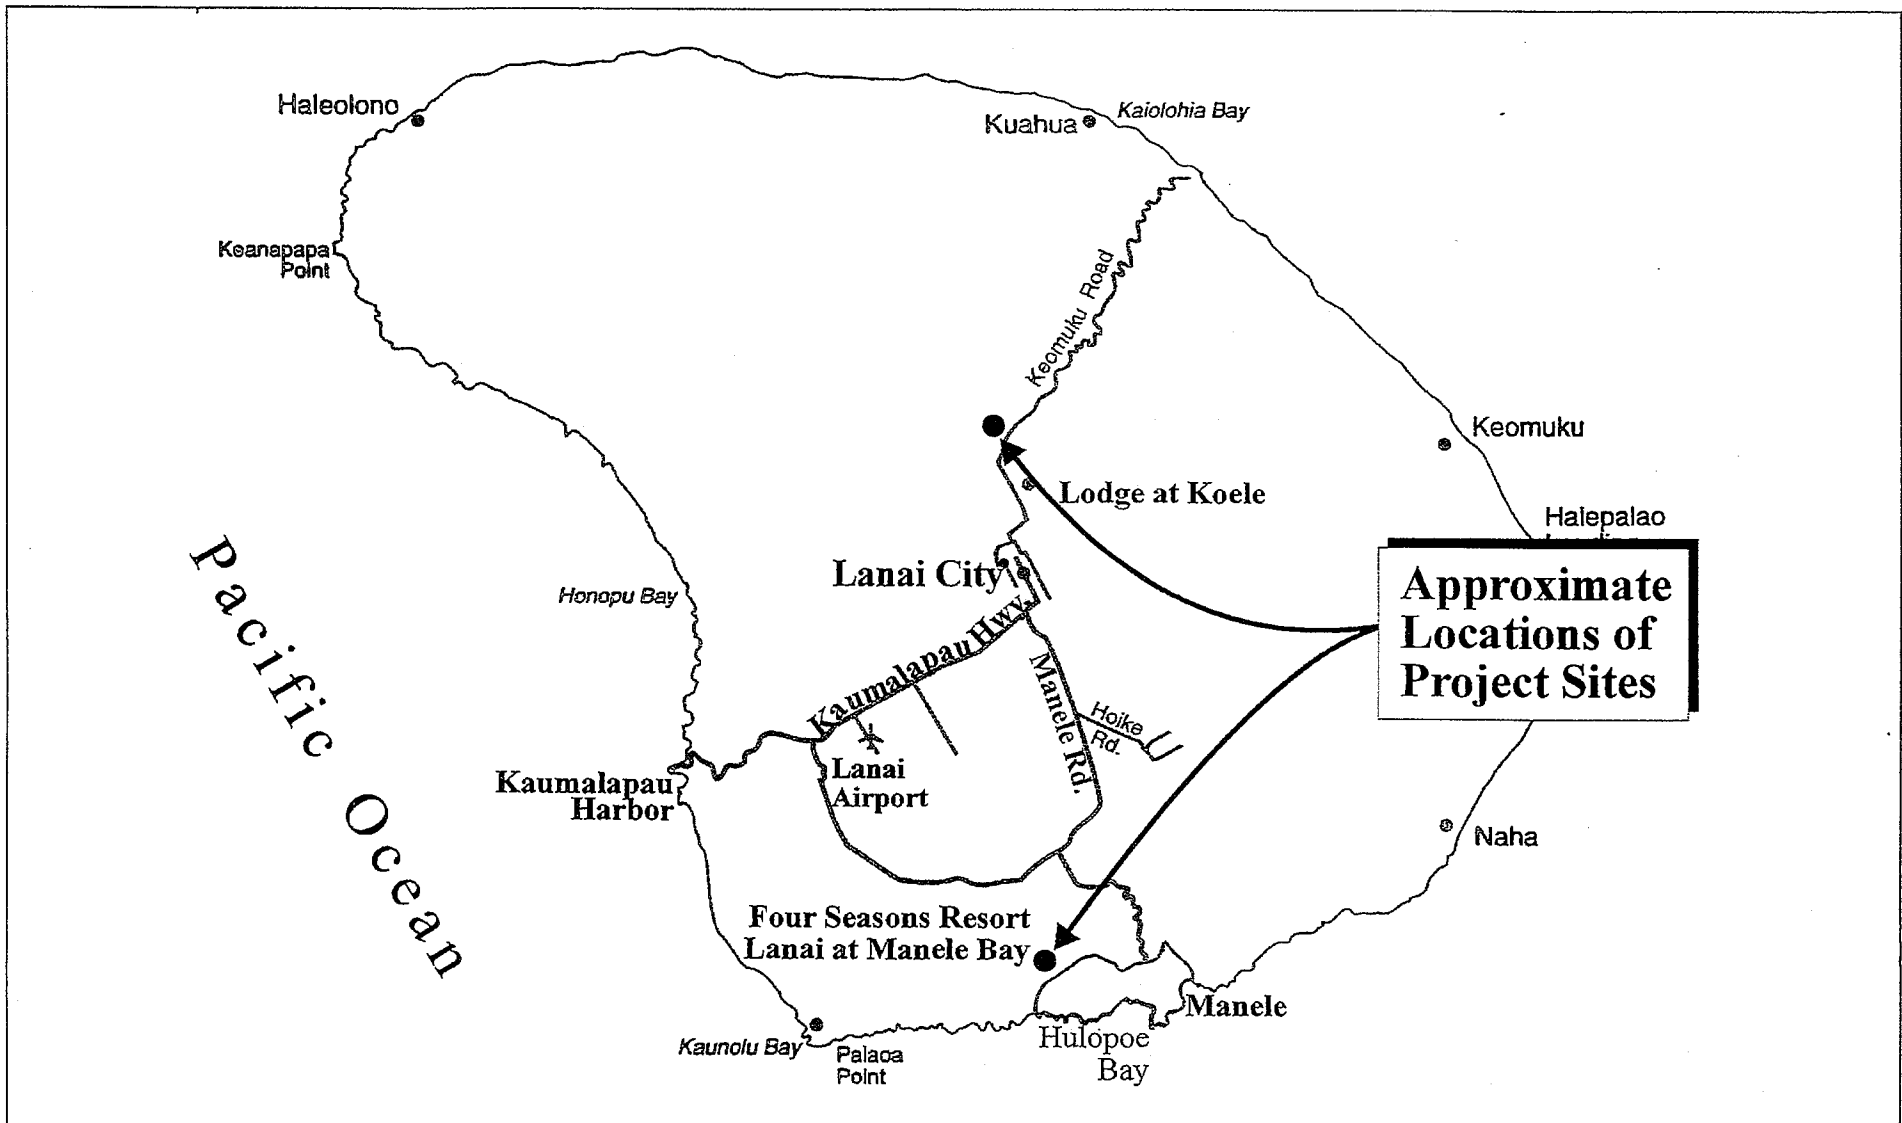 Haleolono
Kuahua
Kaiolohia Bay
Keanapapa
Point
Keomuku Road
Keomuku
Lodge at Koele
Halepalao
Approximate
Locations of
Project Sites
Lanai City
Honopu Bay
Kaumalapau Hwy.
Manele Rd.
Hoike
Rd.
Pacific Ocean
Lanai
Airport
Kaumalapau
Harbor
Naha
Four Seasons Resort
Lanai at Manele Bay
Manele
Hulopoe
Bay
Kaunolu Bay
Palaoa
Point